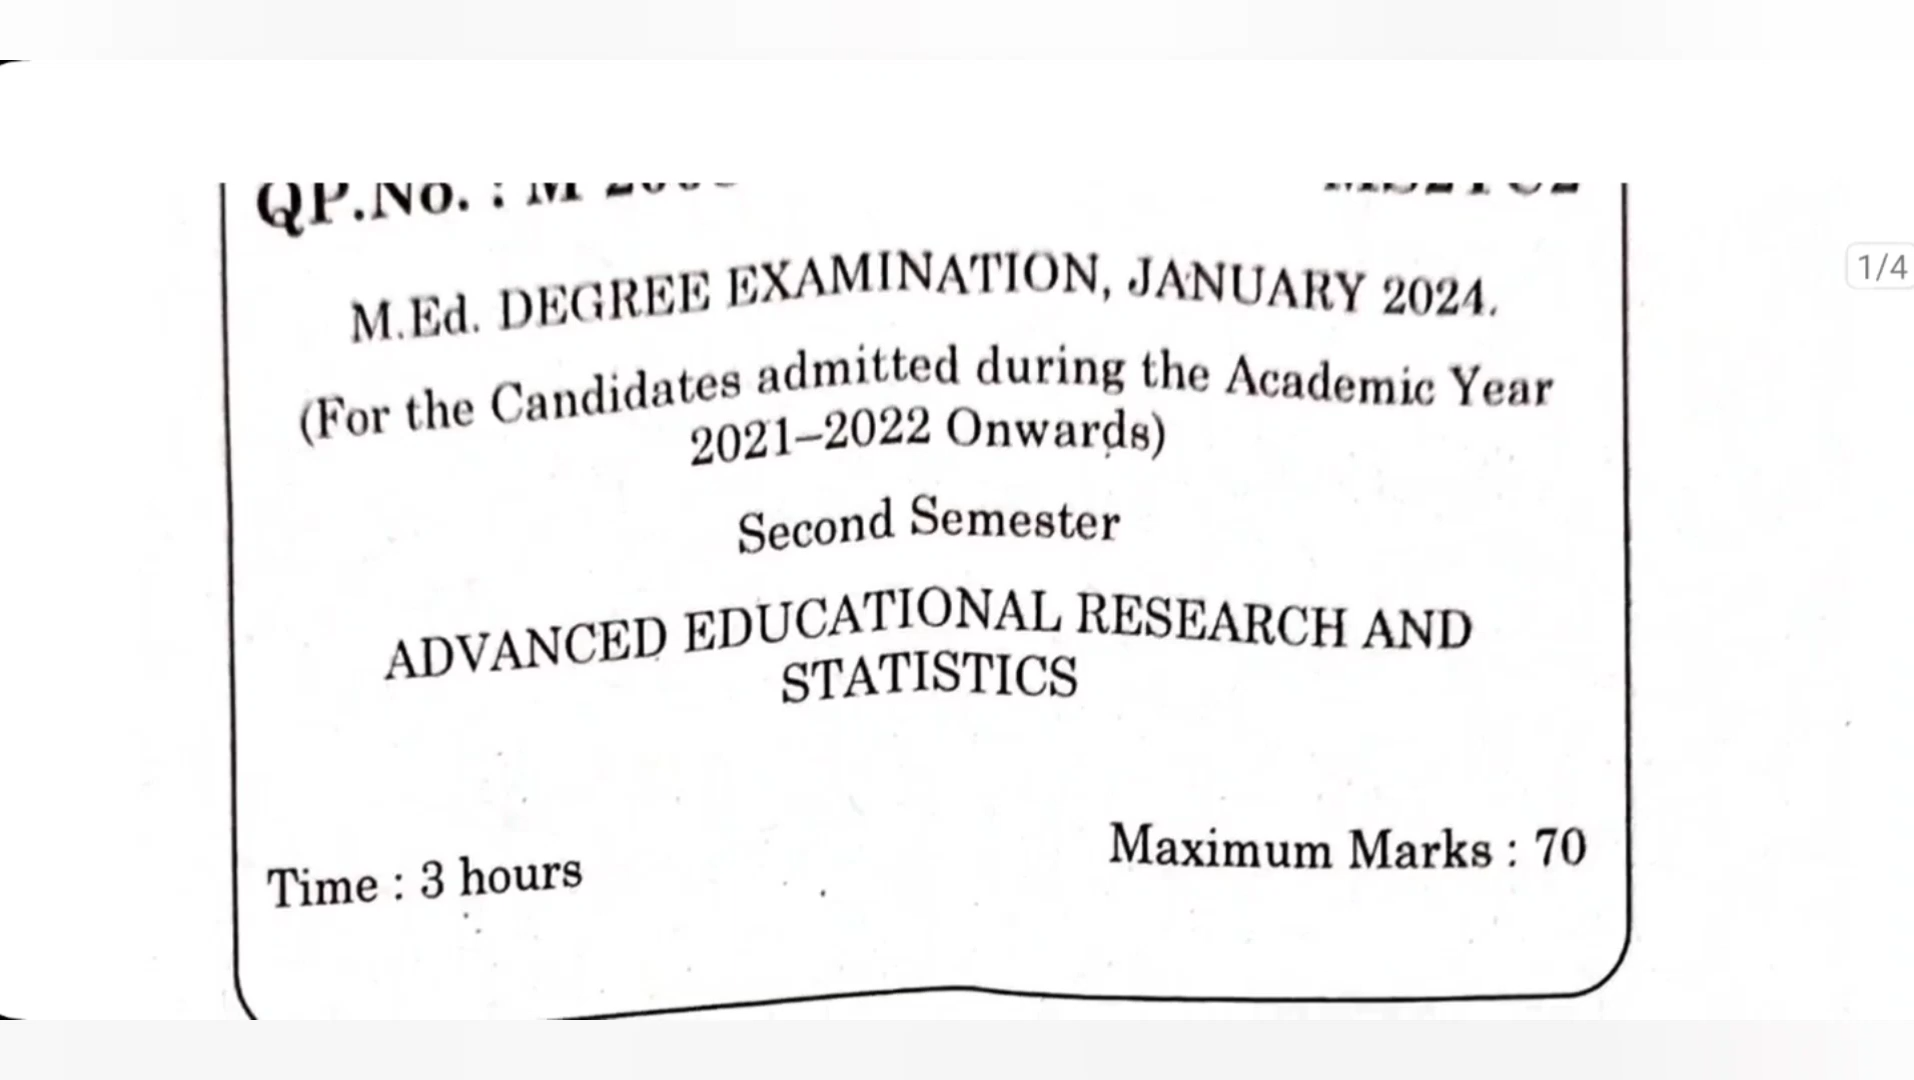 QP.No. : M
M.Ed. DEGREE EXAMINATION, JANUARY 2024.
(For the Candidates admitted during the Academic Year
2021–2022 Onwards)
Second Semester
ADVANCED EDUCATIONAL RESEARCH AND
STATISTICS
Time : 3 hours
Maximum Marks : 70
1/4